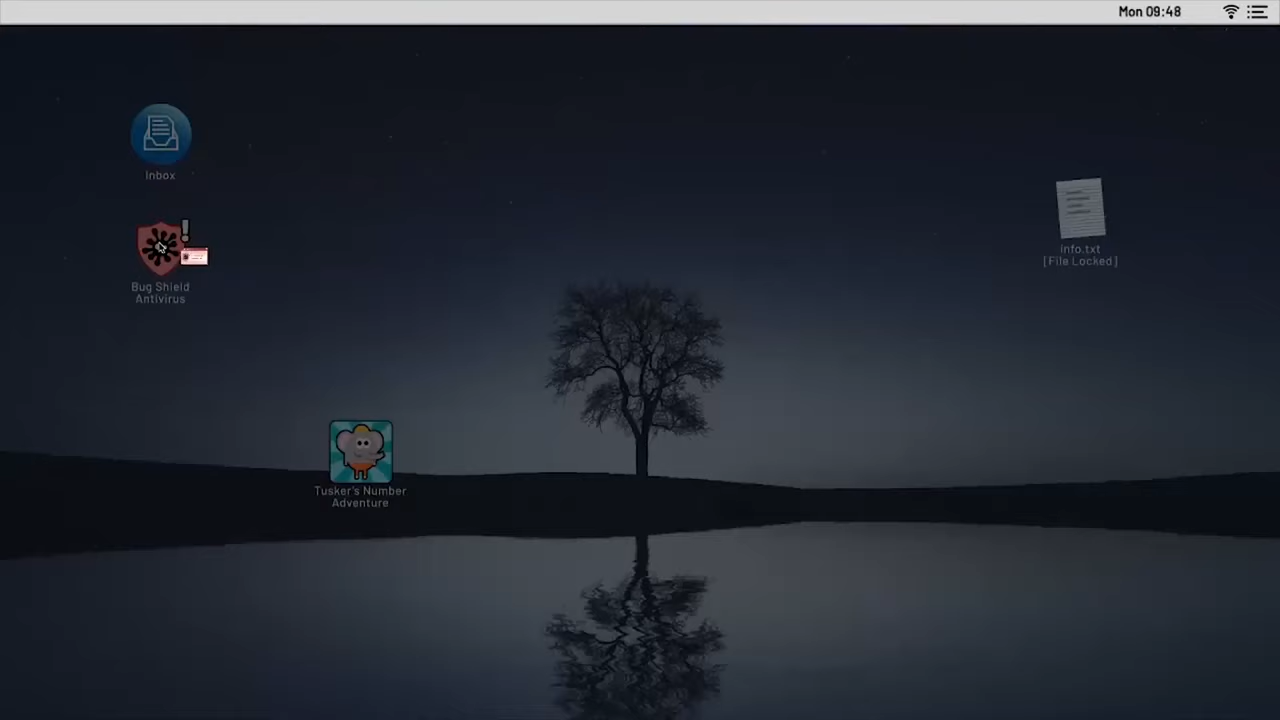 Mon 09:48
Inbox
Bug Shield
Antivirus
info.txt
[File Locked]
Tusker's Number
Adventure